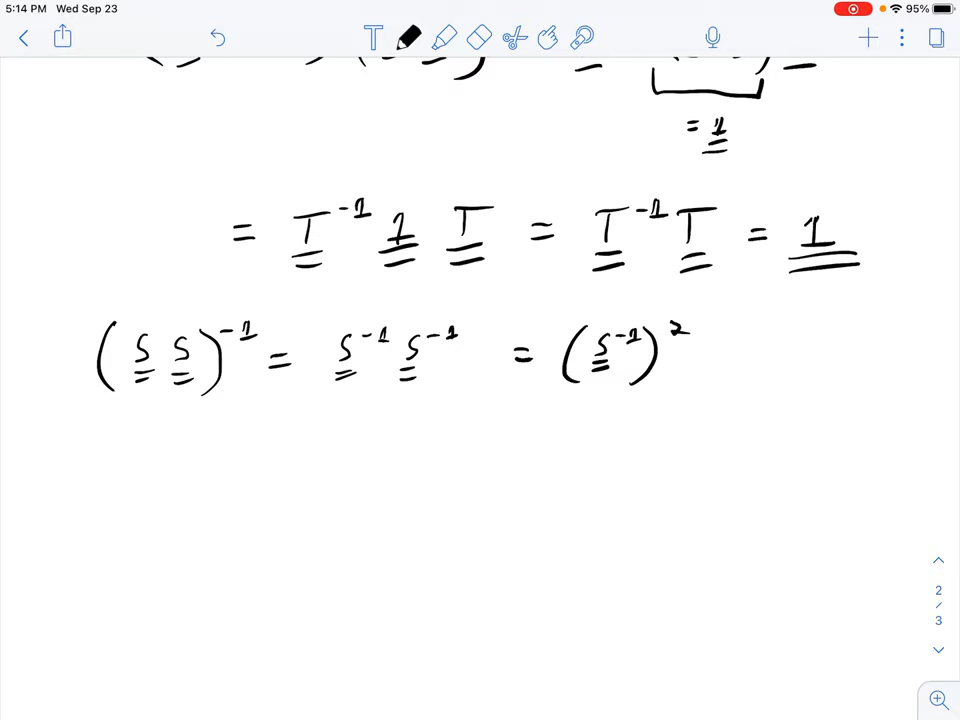 5:14 PM Wed Sep 23 95%
T
= 1
= T⁻¹ 1 T = T⁻¹ T = 1
(S S)⁻¹ = S⁻¹ S⁻¹ = (S⁻¹)²
2
/
3